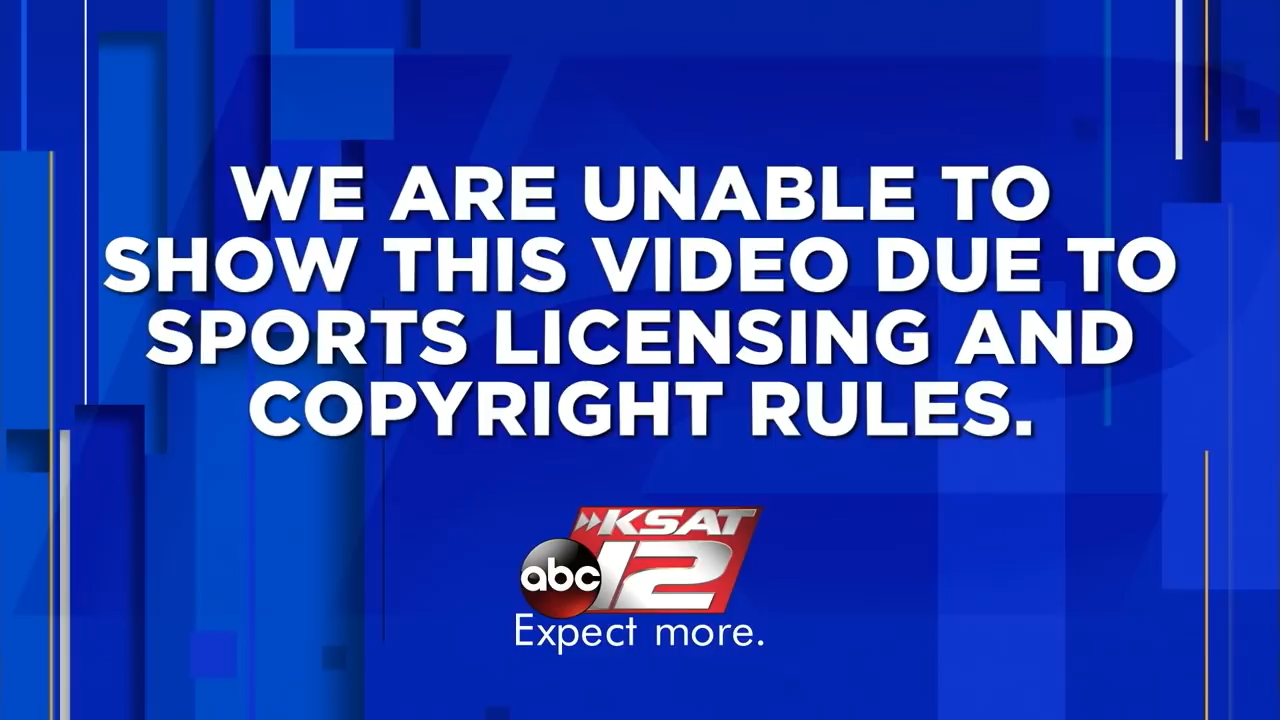 WE ARE UNABLE TO
SHOW THIS VIDEO DUE TO
SPORTS LICENSING AND
COPYRIGHT RULES.
KSAT
abc 12
Expect more.